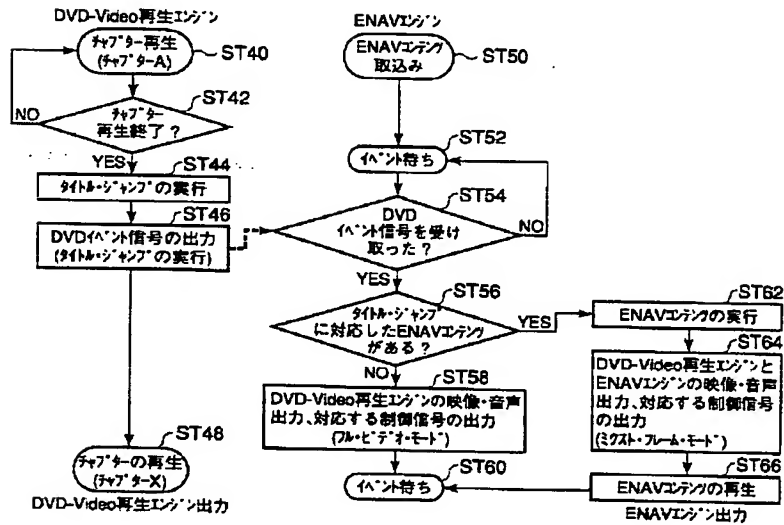 DVD-Video再生エンジン
チャプター再生
(チャプターA)
ST40
ST42
チャプター
再生終了？
NO
YES
ST44
タイトル・ジャンプの実行
ST46
DVDイベント信号の出力
(タイトル・ジャンプの実行)
ST48
チャプターの再生
(チャプターX)
DVD-Video再生エンジン出力
ENAVエンジン
ENAVコンテンツ
取込み
ST50
ST52
イベント待ち
ST54
DVD
イベント信号を受け
取った？
NO
YES
ST56
タイトル・ジャンプ
に対応したENAVコンテンツ
がある？
YES
NO
ST58
DVD-Video再生エンジンの映像・音声
出力、対応する制御信号の出力
(フル・ビデオ・モード)
ST60
イベント待ち
ST62
ENAVコンテンツの実行
ST64
DVD-Video再生エンジンと
ENAVエンジンの映像・音声
出力、対応する制御信号
の出力
(ミクスト・フレーム・モード)
ST66
ENAVコンテンツの再生
ENAVエンジン出力